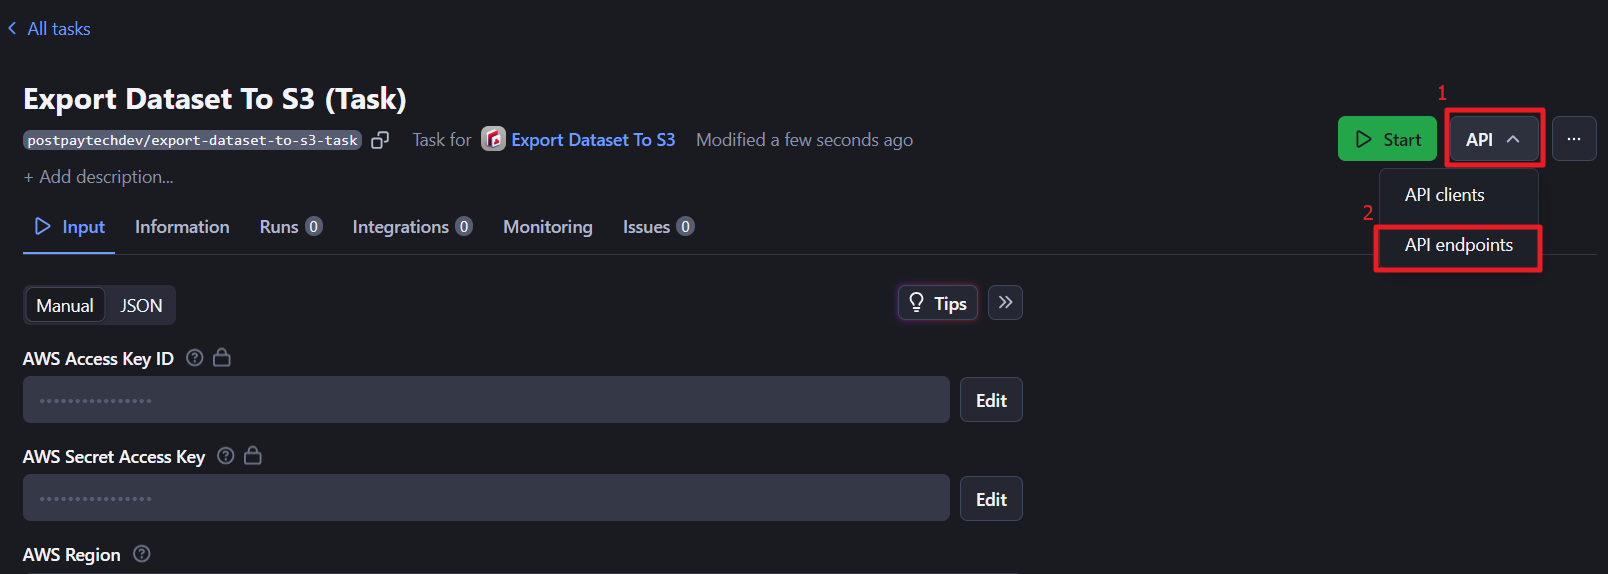 All tasks
Export Dataset To S3 (Task)
1
postpaytechdev/export-dataset-to-s3-task Task for Export Dataset To S3 Modified a few seconds ago Start API ...
+ Add description...
API clients
2
Input Information Runs 0 Integrations 0 Monitoring Issues 0
API endpoints
Manual JSON Tips
AWS Access Key ID
•••••••••••••••• Edit
AWS Secret Access Key
•••••••••••••••• Edit
AWS Region